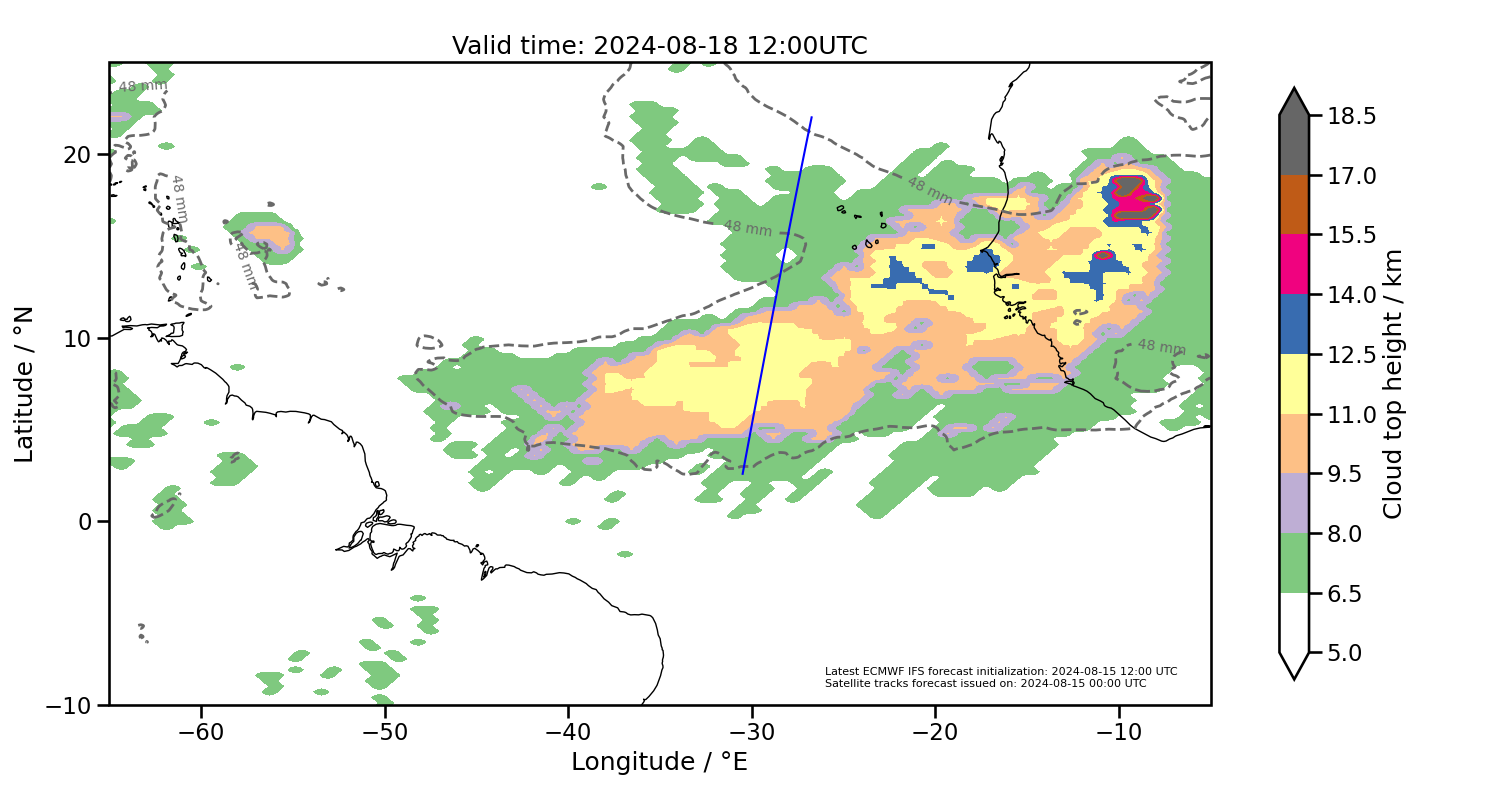 Valid time: 2024-08-18 12:00UTC
48 mm
48 mm
48 mm
48 mm
48 mm
48 mm
20
10
0
−10
Latitude / °N
−60
−50
−40
−30
−20
−10
Longitude / °E
Latest ECMWF IFS forecast initialization: 2024-08-15 12:00 UTC
Satellite tracks forecast issued on: 2024-08-15 00:00 UTC
18.5
17.0
15.5
14.0
12.5
11.0
9.5
8.0
6.5
5.0
Cloud top height / km